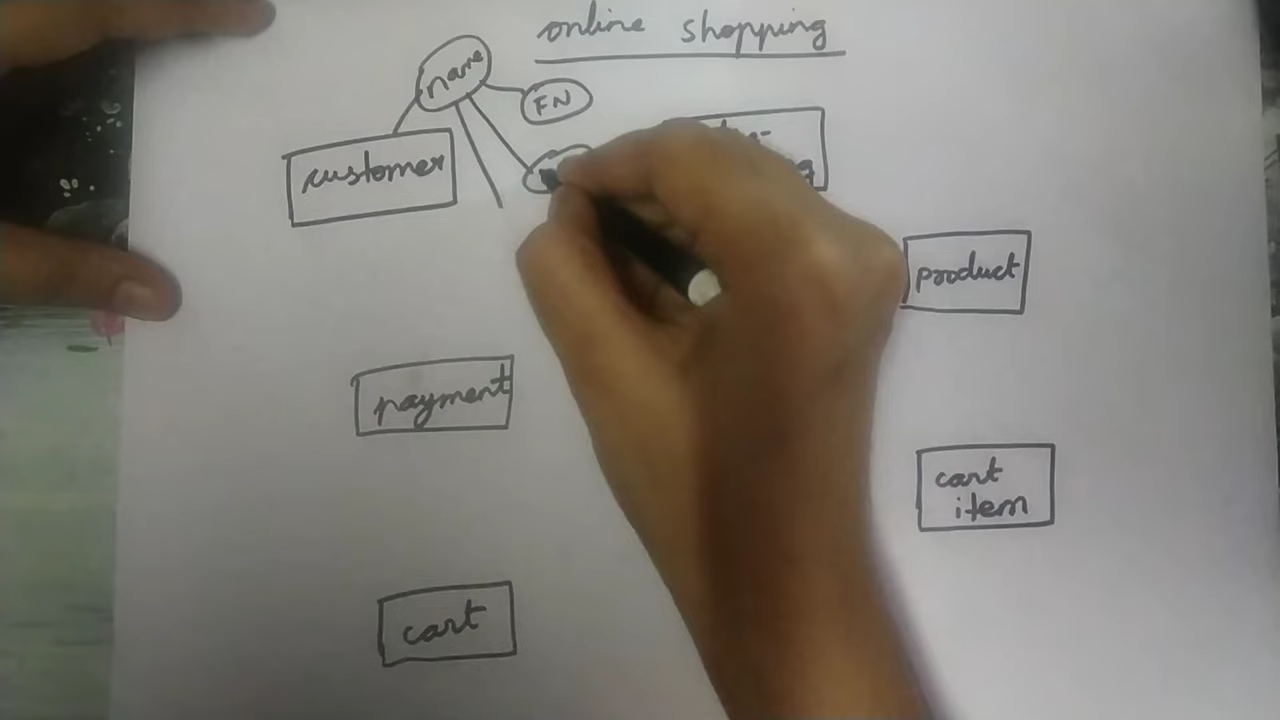 online shopping
name
FN
customer
product
payment
cart
item
cart